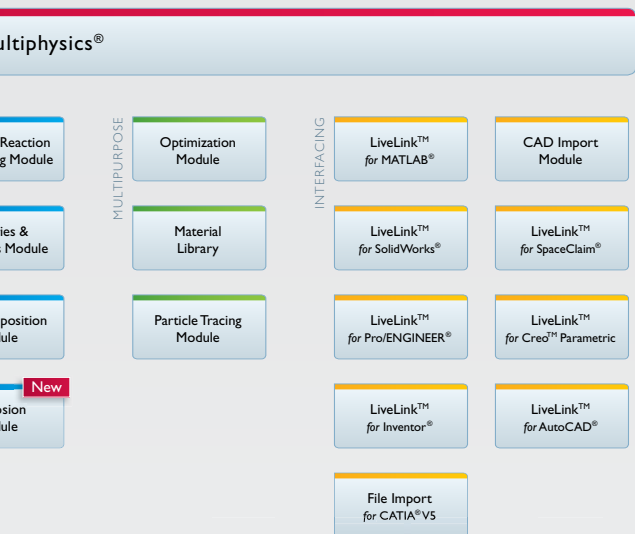 ultiphysics®
Reaction
g Module
ies &
s Module
position
ule
New
sion
ule
MULTIPURPOSE
Optimization
Module
Material
Library
Particle Tracing
Module
INTERFACING
LiveLink™
for MATLAB®
CAD Import
Module
LiveLink™
for SolidWorks®
LiveLink™
for SpaceClaim®
LiveLink™
for Pro/ENGINEER®
LiveLink™
for Creo™ Parametric
LiveLink™
for Inventor®
LiveLink™
for AutoCAD®
File Import
for CATIA® V5